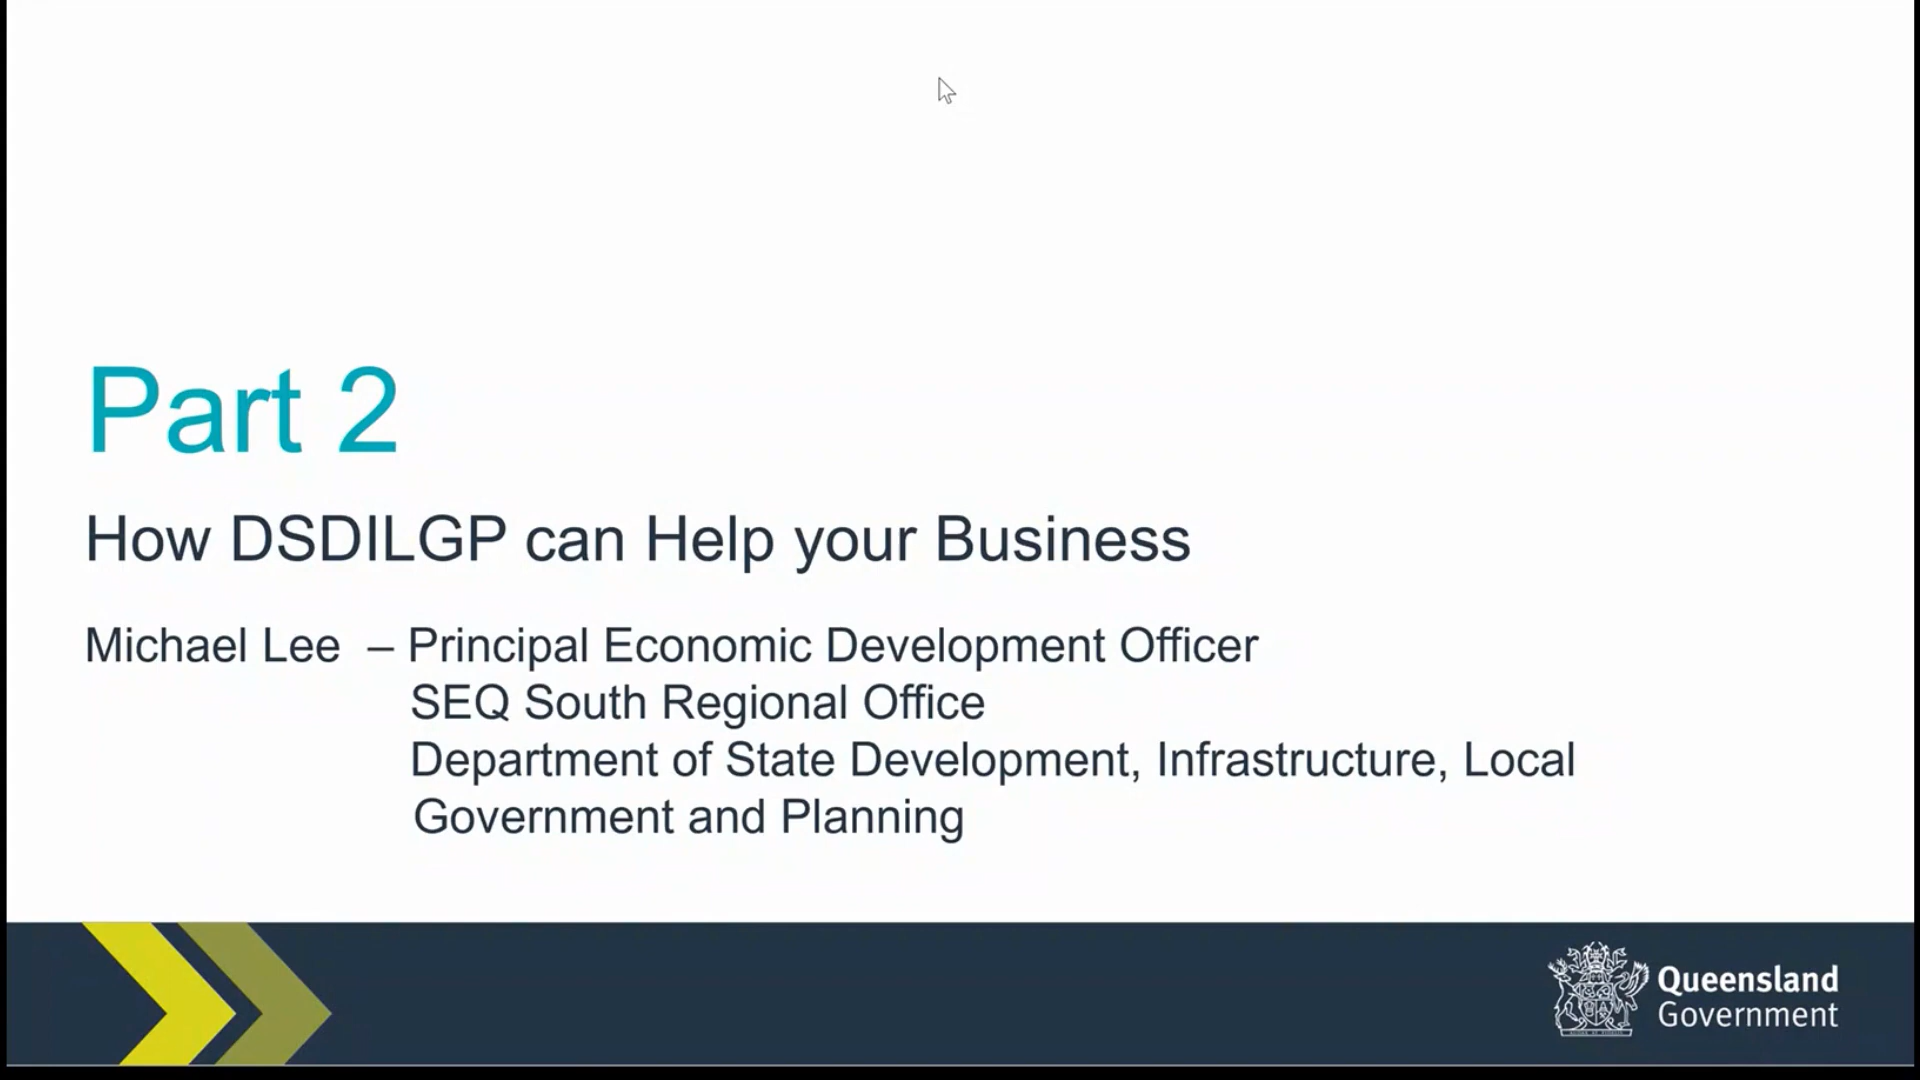 Part 2
How DSDILGP can Help your Business
Michael Lee – Principal Economic Development Officer
SEQ South Regional Office
Department of State Development, Infrastructure, Local
Government and Planning
Queensland
Government